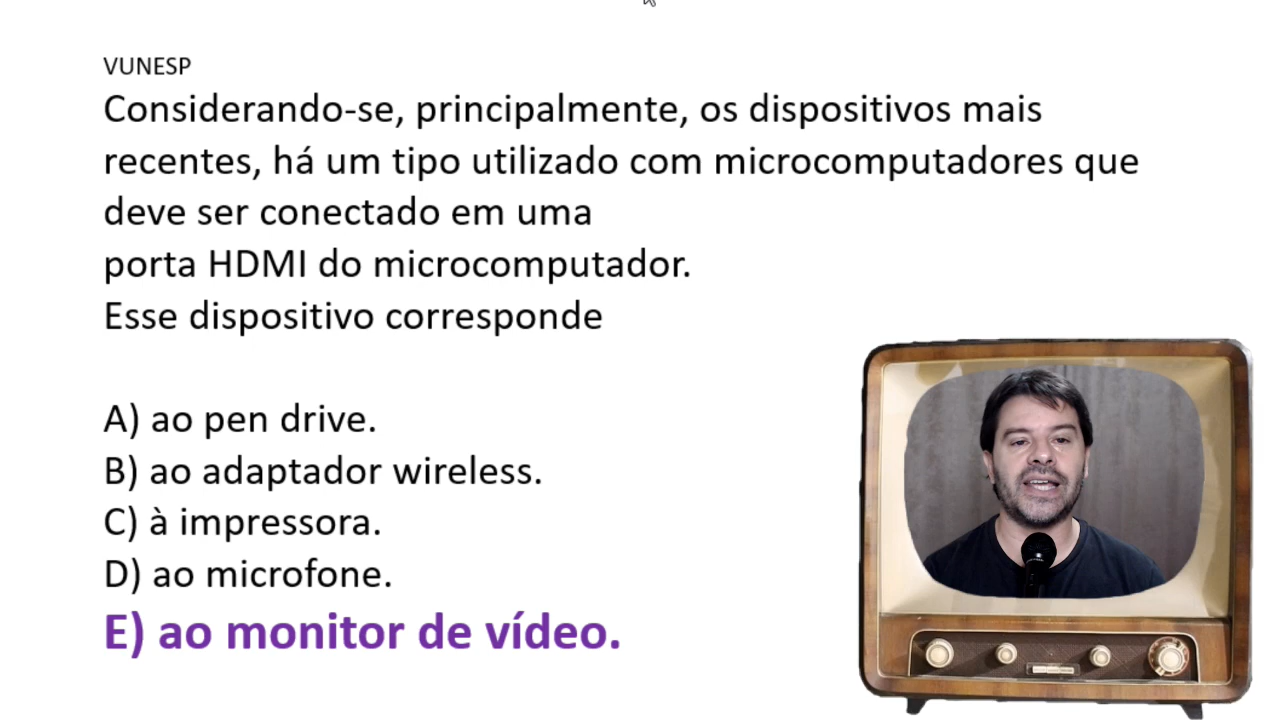 VUNESP
Considerando-se, principalmente, os dispositivos mais
recentes, há um tipo utilizado com microcomputadores que
deve ser conectado em uma
porta HDMI do microcomputador.
Esse dispositivo corresponde
A) ao pen drive.
B) ao adaptador wireless.
C) à impressora.
D) ao microfone.
E) ao monitor de vídeo.